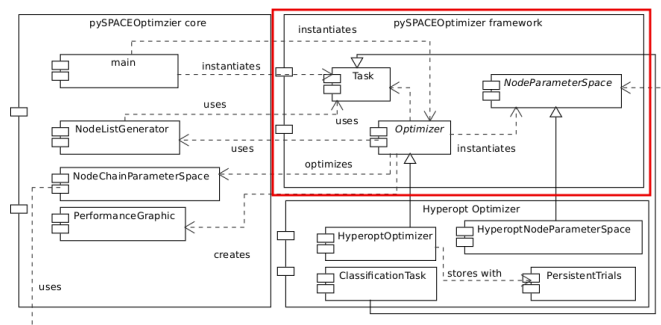 pySPACEOptimzier core
pySPACEOptimizer framework
instantiates
main
instantiates
Task
NodeParameterSpace
uses
NodeListGenerator
uses
uses
Optimizer
instantiates
optimizes
NodeChainParameterSpace
PerformanceGraphic
creates
uses
Hyperopt Optimizer
HyperoptOptimizer
HyperoptNodeParameterSpace
stores with
ClassificationTask
PersistentTrials